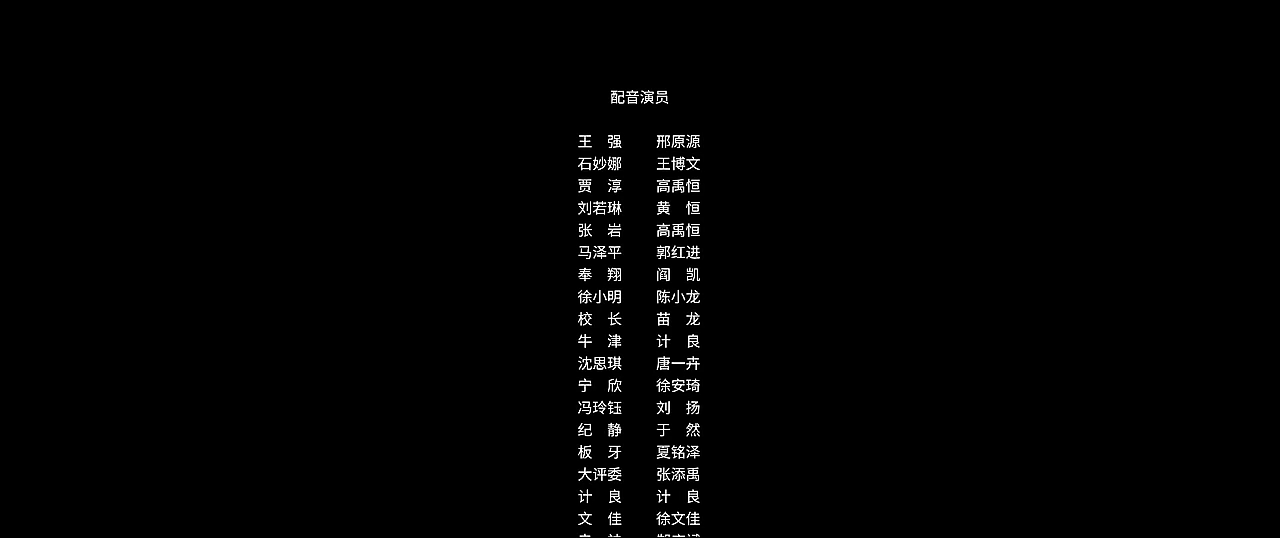 配音演员
王 强 邢原源
石妙娜 王博文
贾 淳 高禹恒
刘若琳 黄 恒
张 岩 高禹恒
马泽平 郭红进
奉 翔 阎 凯
徐小明 陈小龙
校 长 苗 龙
牛 津 计 良
沈思琪 唐一卉
宁 欣 徐安琦
冯玲钰 刘 扬
纪 静 于 然
板 牙 夏铭泽
大评委 张添禹
计 良 计 良
文 佳 徐文佳